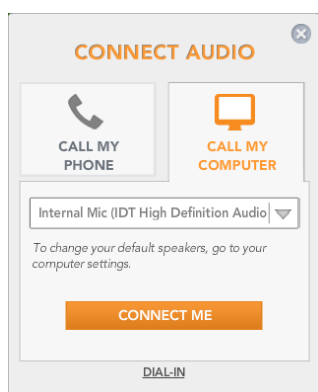 CONNECT AUDIO
CALL MY
PHONE
CALL MY
COMPUTER
Internal Mic (IDT High Definition Audio
To change your default speakers, go to your
computer settings.
CONNECT ME
DIAL-IN